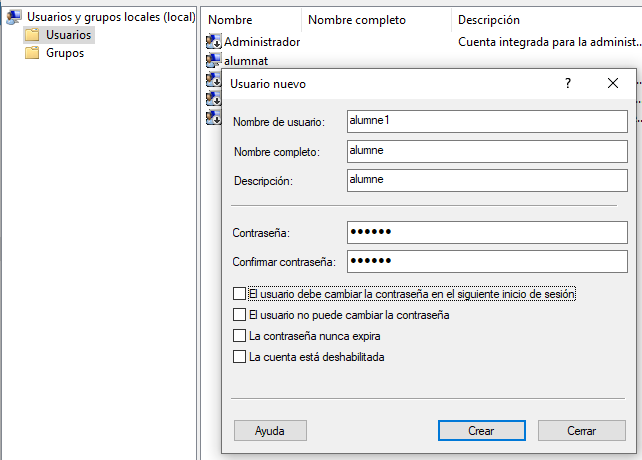 Usuarios y grupos locales (local)
Usuarios
Grupos
Nombre Nombre completo Descripción
Administrador Cuenta integrada para la administ...
alumnat
Usuario nuevo ? ×
Nombre de usuario: alumne1
Nombre completo: alumne
Descripción: alumne
Contraseña: ●●●●●●
Confirmar contraseña: ●●●●●●
El usuario debe cambiar la contraseña en el siguiente inicio de sesión
El usuario no puede cambiar la contraseña
La contraseña nunca expira
La cuenta está deshabilitada
Ayuda Crear Cerrar